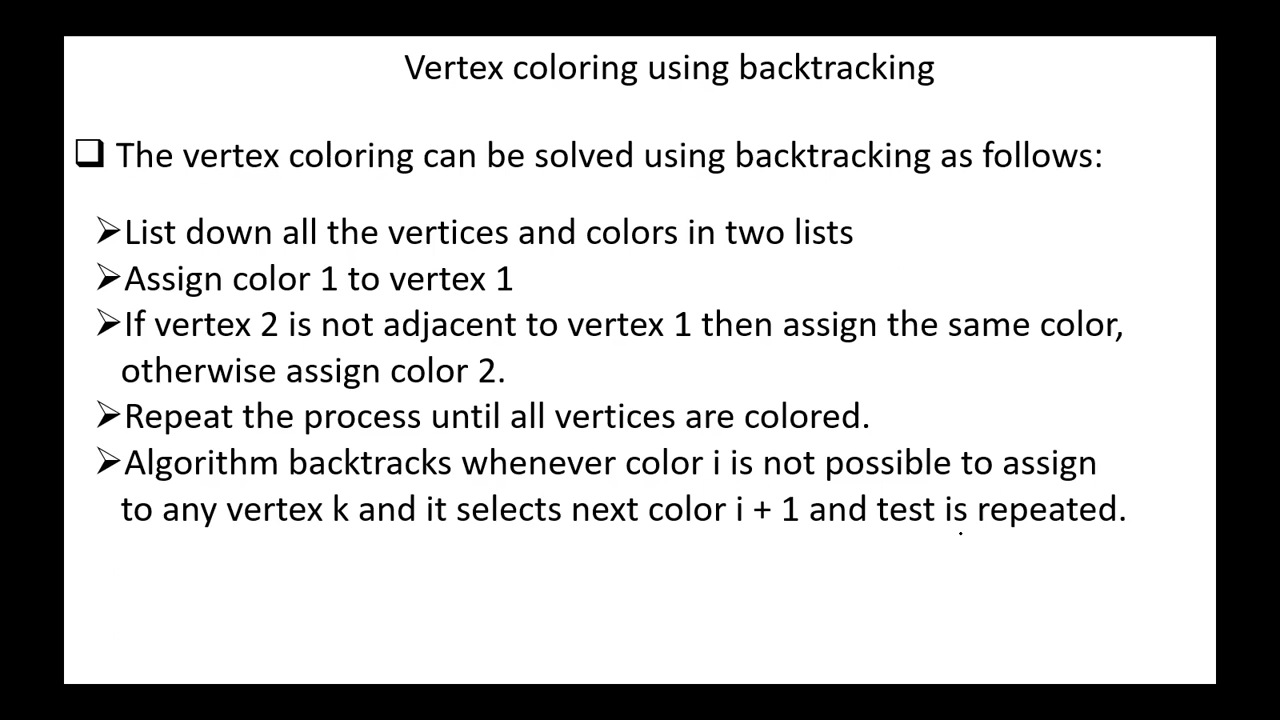 Vertex coloring using backtracking
❑ The vertex coloring can be solved using backtracking as follows:
➢List down all the vertices and colors in two lists
➢Assign color 1 to vertex 1
➢If vertex 2 is not adjacent to vertex 1 then assign the same color,
otherwise assign color 2.
➢Repeat the process until all vertices are colored.
➢Algorithm backtracks whenever color i is not possible to assign
to any vertex k and it selects next color i + 1 and test is repeated.